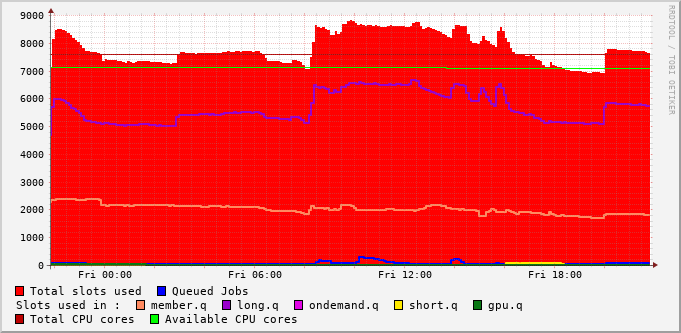 9000
8000
7000
6000
5000
4000
3000
2000
1000
0
Fri 00:00 Fri 06:00 Fri 12:00 Fri 18:00
RRDTOOL / TOBI OETIKER
Total slots used Queued Jobs
Slots used in : member.q long.q ondemand.q short.q gpu.q
Total CPU cores Available CPU cores